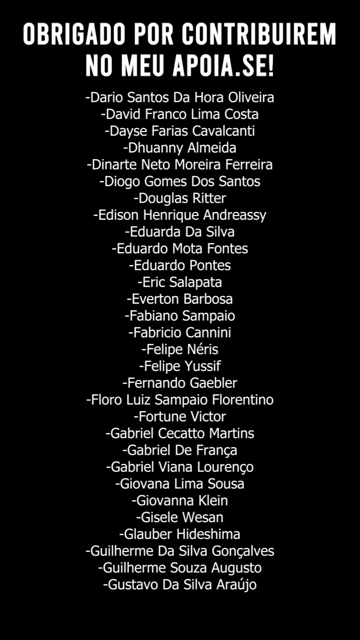 OBRIGADO POR CONTRIBUIREM
NO MEU APOIA.SE!
-Dario Santos Da Hora Oliveira
-David Franco Lima Costa
-Dayse Farias Cavalcanti
-Dhuanny Almeida
-Dinarte Neto Moreira Ferreira
-Diogo Gomes Dos Santos
-Douglas Ritter
-Edison Henrique Andreassy
-Eduarda Da Silva
-Eduardo Mota Fontes
-Eduardo Pontes
-Eric Salapata
-Everton Barbosa
-Fabiano Sampaio
-Fabricio Cannini
-Felipe Néris
-Felipe Yussif
-Fernando Gaebler
-Floro Luiz Sampaio Florentino
-Fortune Victor
-Gabriel Cecatto Martins
-Gabriel De França
-Gabriel Viana Lourenço
-Giovana Lima Sousa
-Giovanna Klein
-Gisele Wesan
-Glauber Hideshima
-Guilherme Da Silva Gonçalves
-Guilherme Souza Augusto
-Gustavo Da Silva Araújo